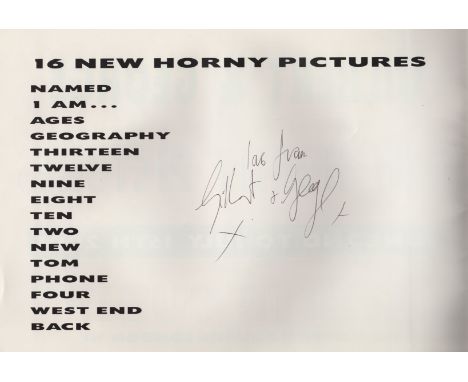 16 NEW HORNY PICTURES
NAMED
I AM...
AGES
GEOGRAPHY
THIRTEEN
TWELVE
NINE
EIGHT
TEN
TWO
NEW
TOM
PHONE
FOUR
WEST END
BACK
love from
Gilbert & George
x x